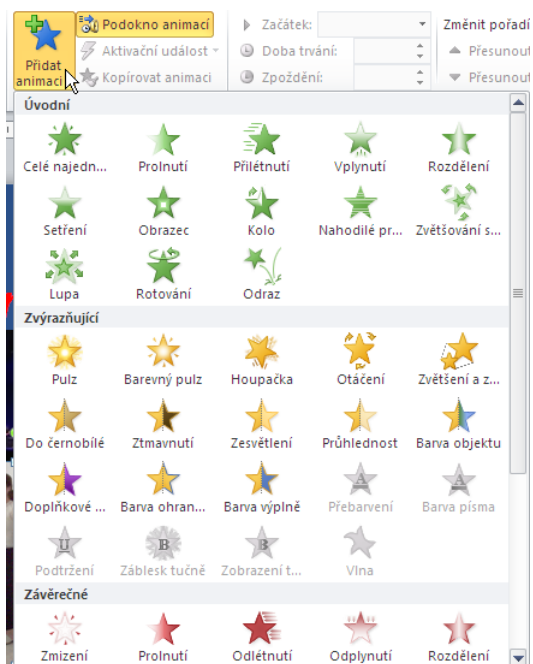 Podokno animací
Začátek:
Změnit pořadí
Aktivační událost
Doba trvání:
Přesunout
Přidat
animaci
Kopírovat animaci
Zpoždění:
Přesunout
Úvodní
Celé najedn... Prolnutí Přilétnutí Vplynutí Rozdělení
Setření Obrazec Kolo Nahodilé pr... Zvětšování s...
Lupa Rotování Odraz
Zvýrazňující
Pulz Barevný pulz Houpačka Otáčení Zvětšení a z...
Do černobílé Ztmavnutí Zesvětlení Průhlednost Barva objektu
Doplňkové ... Barva ohran... Barva výplně Přebarvení Barva písma
Podtržení Záblesk tučně Zobrazení t... Vlna
Závěrečné
Zmizení Prolnutí Odlétnutí Odplynutí Rozdělení